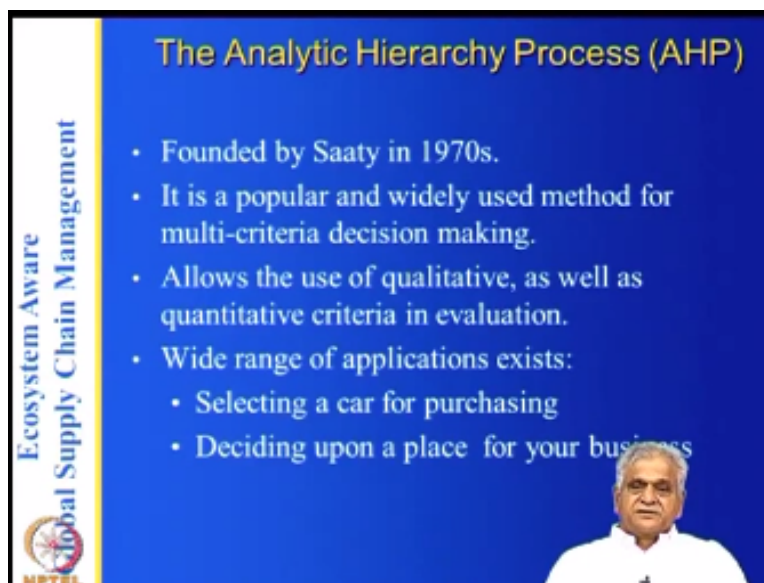 The Analytic Hierarchy Process (AHP)
• Founded by Saaty in 1970s.
• It is a popular and widely used method for
multi-criteria decision making.
• Allows the use of qualitative, as well as
quantitative criteria in evaluation.
• Wide range of applications exists:
• Selecting a car for purchasing
• Deciding upon a place for your business
Ecosystem Aware
Global Supply Chain Management
NPTEL